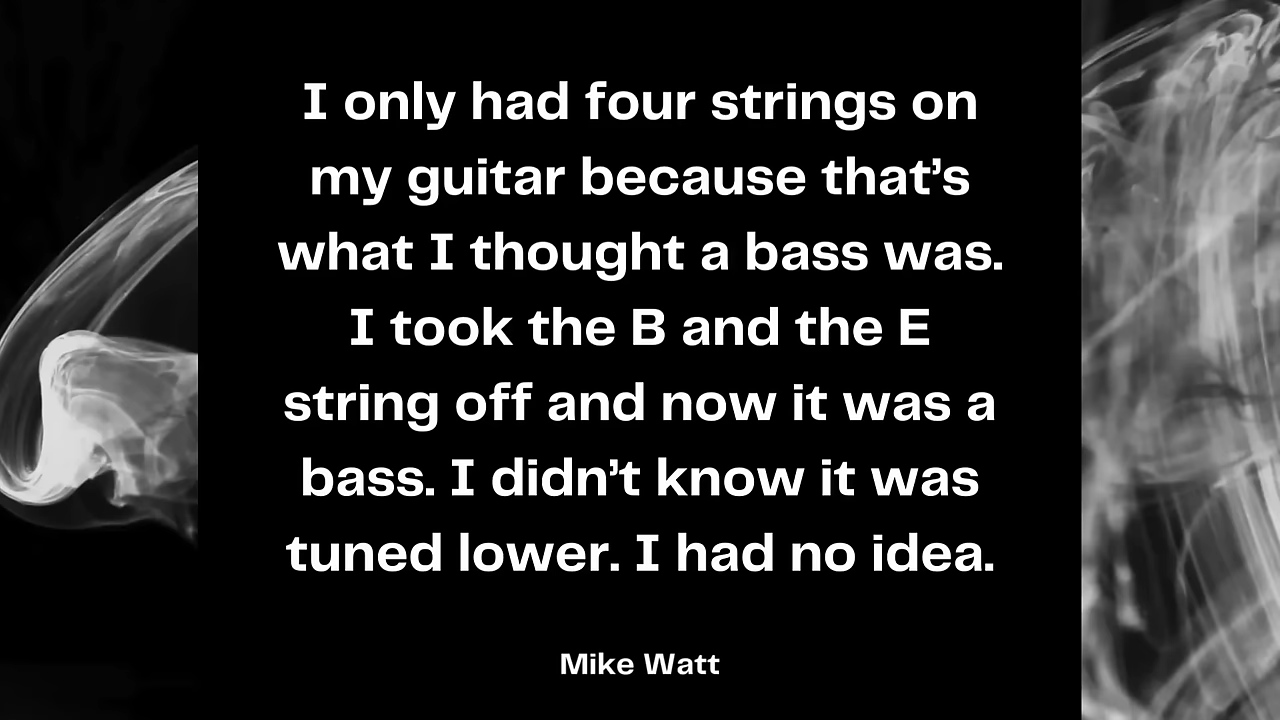 I only had four strings on
my guitar because that’s
what I thought a bass was.
I took the B and the E
string off and now it was a
bass. I didn’t know it was
tuned lower. I had no idea.
Mike Watt